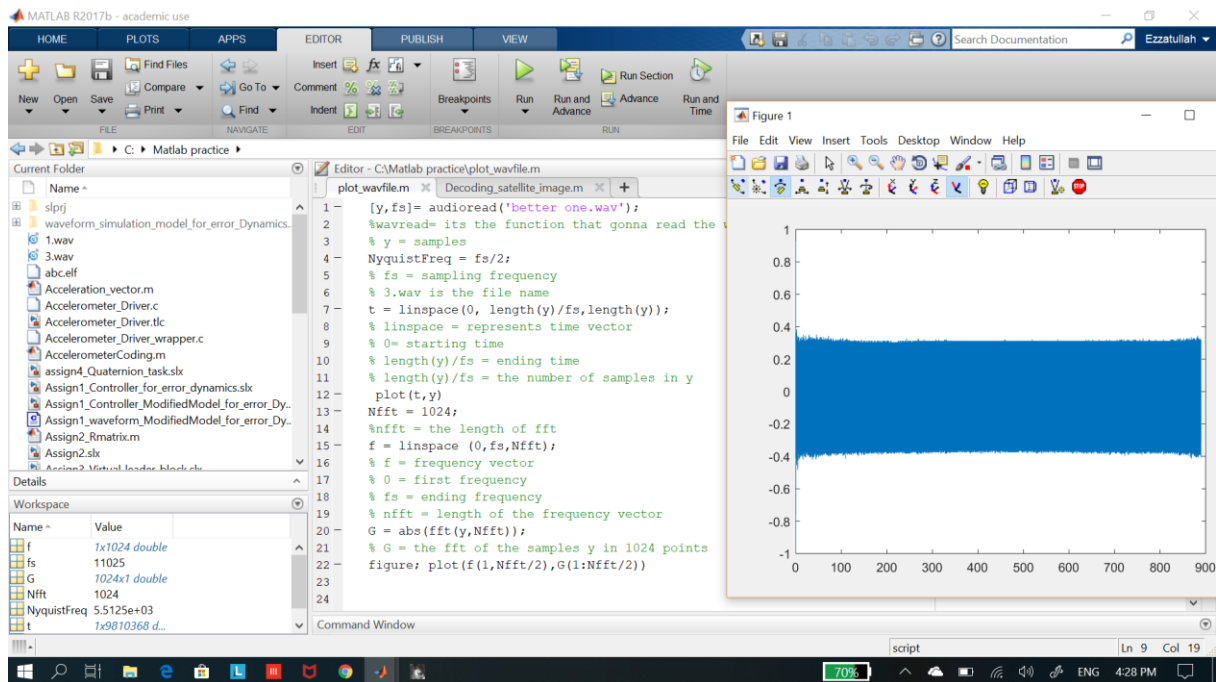 MATLAB R2017b - academic use
HOME PLOTS APPS EDITOR PUBLISH VIEW
Search Documentation
Ezzatullah
New
Open
Save
Find Files
Compare
Print
FILE
Go To
Find
NAVIGATE
Insert fx
Comment %
Indent
EDIT
Breakpoints
BREAKPOINTS
Run
Run and Advance
Run Section
Advance
Run and Time
RUN
C: Matlab practice
Current Folder
Name
slprj
waveform_simulation_model_for_error_Dynamics.
1.wav
3.wav
abc.elf
Acceleration_vector.m
Accelerometer_Driver.c
Accelerometer_Driver.tlc
Accelerometer_Driver_wrapper.c
AccelerometerCoding.m
assign4_Quaternion_task.slx
Assign1_Controller_for_error_dynamics.slx
Assign1_Controller_ModifiedModel_for_error_Dy..
Assign1_waveform_ModifiedModel_for_error_Dy..
Assign2_Rmatrix.m
Assign2.slx
Details
Workspace
Name Value
f 1x1024 double
fs 11025
G 1024x1 double
Nfft 1024
NyquistFreq 5.5125e+03
t 1x9810368 d...
Editor - C:\Matlab practice\plot_wavfile.m
plot_wavfile.m Decoding_satellite_image.m +
1 [y,fs]= audioread('better one.wav');
2 %wavread= its the function that gonna read the
3 % y = samples
4 NyquistFreq = fs/2;
5 % fs = sampling frequency
6 % 3.wav is the file name
7 t = linspace(0, length(y)/fs,length(y));
8 % linspace = represents time vector
9 % 0= starting time
10 % length(y)/fs = ending time
11 % length(y)/fs = the number of samples in y
12 plot(t,y)
13 Nfft = 1024;
14 %nfft = the length of fft
15 f = linspace (0,fs,Nfft);
16 % f = frequency vector
17 % 0 = first frequency
18 % fs = ending frequency
19 % nfft = length of the frequency vector
20 G = abs(fft(y,Nfft));
21 % G = the fft of the samples y in 1024 points
22 figure; plot(f(1,Nfft/2),G(1:Nfft/2))
23
24
Command Window
Figure 1
File Edit View Insert Tools Desktop Window Help
1
0.8
0.6
0.4
0.2
0
-0.2
-0.4
-0.6
-0.8
-1
0 100 200 300 400 500 600 700 800 900
script
Ln 9 Col 19
70%
ENG 4:28 PM